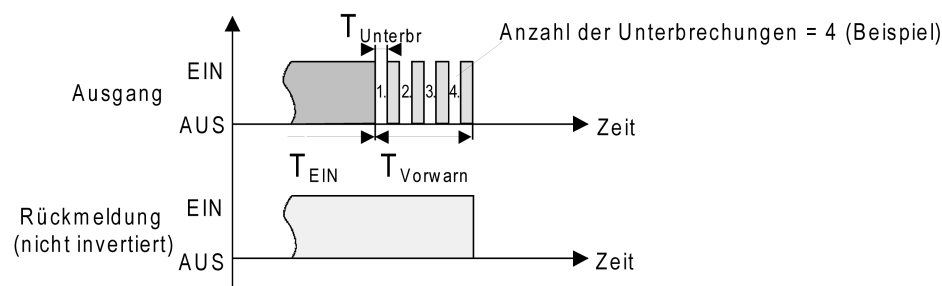 T Unterbr
Anzahl der Unterbrechungen = 4 (Beispiel)
EIN
Ausgang
1. 2. 3. 4.
AUS
Zeit
T EIN
T Vorwarn
EIN
Rückmeldung
(nicht invertiert)
AUS
Zeit